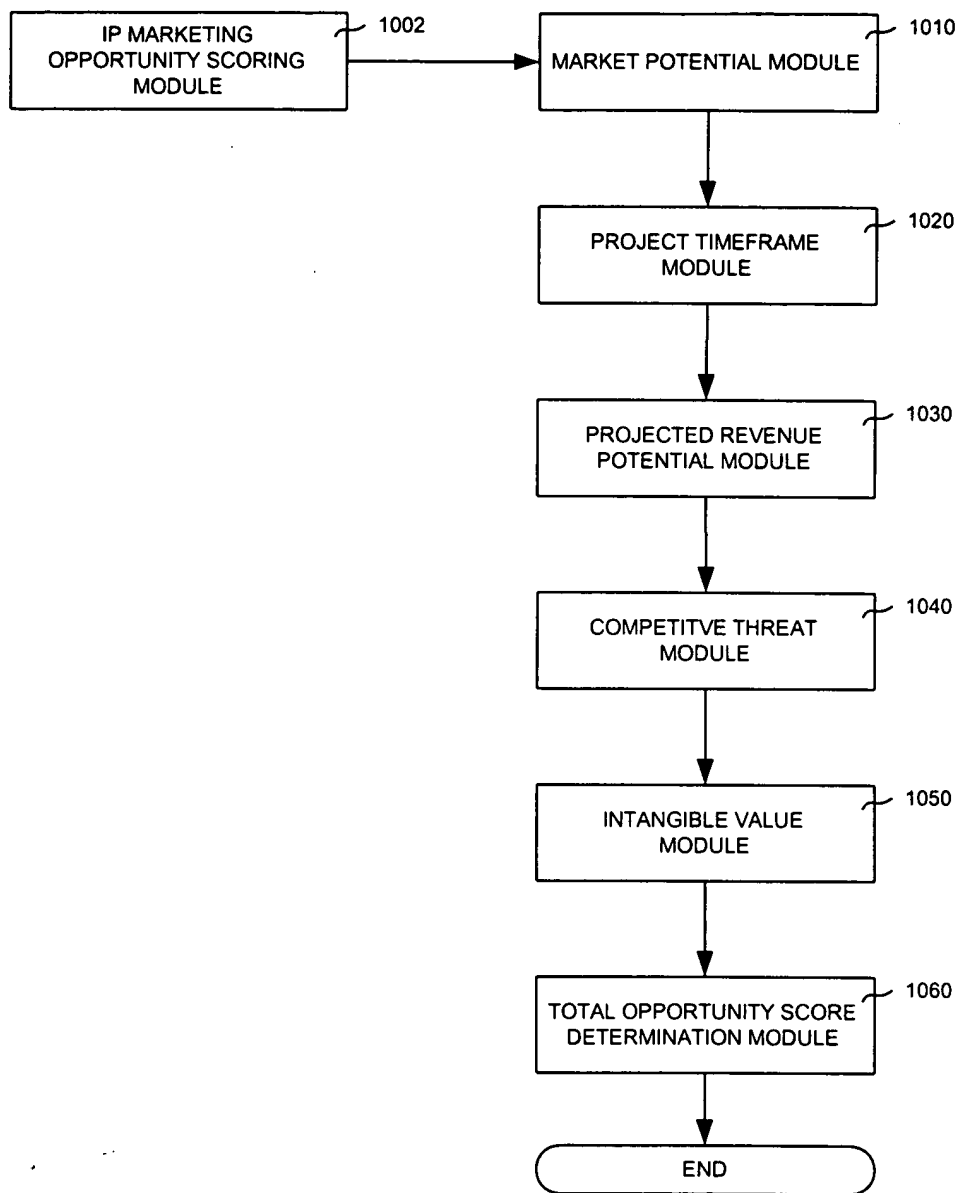 IP MARKETING
OPPORTUNITY SCORING
MODULE
1002
MARKET POTENTIAL MODULE
1010
PROJECT TIMEFRAME
MODULE
1020
PROJECTED REVENUE
POTENTIAL MODULE
1030
COMPETITVE THREAT
MODULE
1040
INTANGIBLE VALUE
MODULE
1050
TOTAL OPPORTUNITY SCORE
DETERMINATION MODULE
1060
END